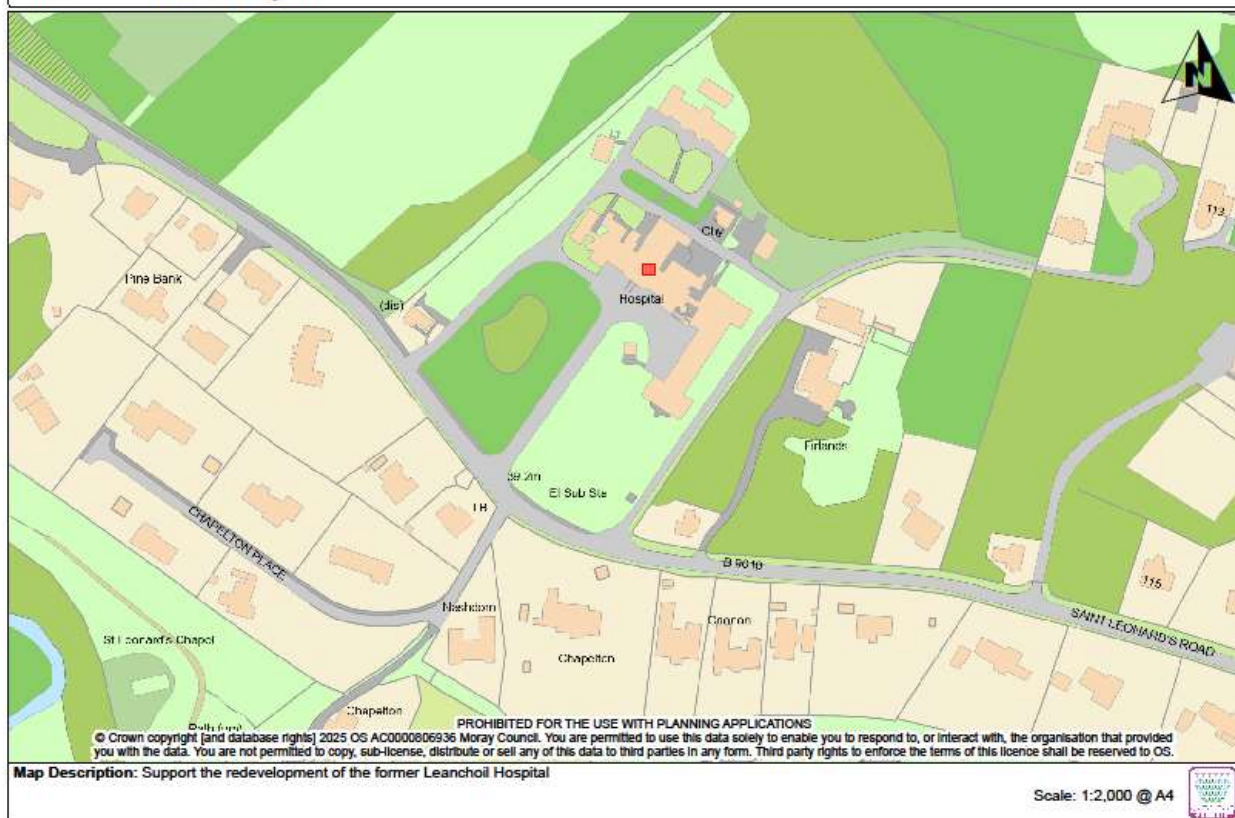 N
113
Pine Bank
(dis)
Hospital
Firlands
39.2m
El Sub Sta
CHAPELTON PLACE
B 9010
115
SAINT LEONARD'S ROAD
Chapelton
St Leonard's Chapel
Chapelton
PROHIBITED FOR THE USE WITH PLANNING APPLICATIONS
© Crown copyright [and database rights] 2025 OS AC0000806936 Moray Council. You are permitted to use this data solely to enable you to respond to, or interact with, the organisation that provided
you with the data. You are not permitted to copy, sub-license, distribute or sell any of this data to third parties in any form. Third party rights to enforce the terms of this licence shall be reserved to OS.
Map Description: Support the redevelopment of the former Leanchoil Hospital
Scale: 1:2,000 @ A4